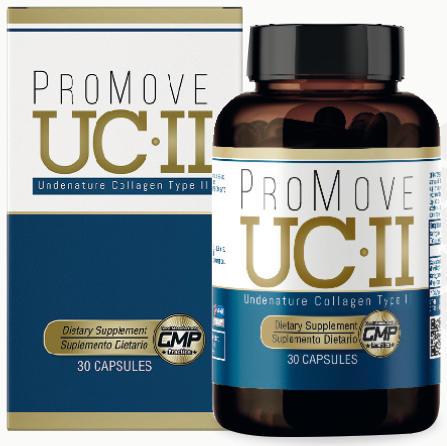 PROMOVE
UC·II
Undenature Collagen Type II
Dietary Supplement
Suplemento Dietario
GMP
30 CAPSULES
PROMOVE
UC·II
Undenature Collagen Type I
Dietary Supplement
Suplemento Dietario
GMP
30 CAPSULES